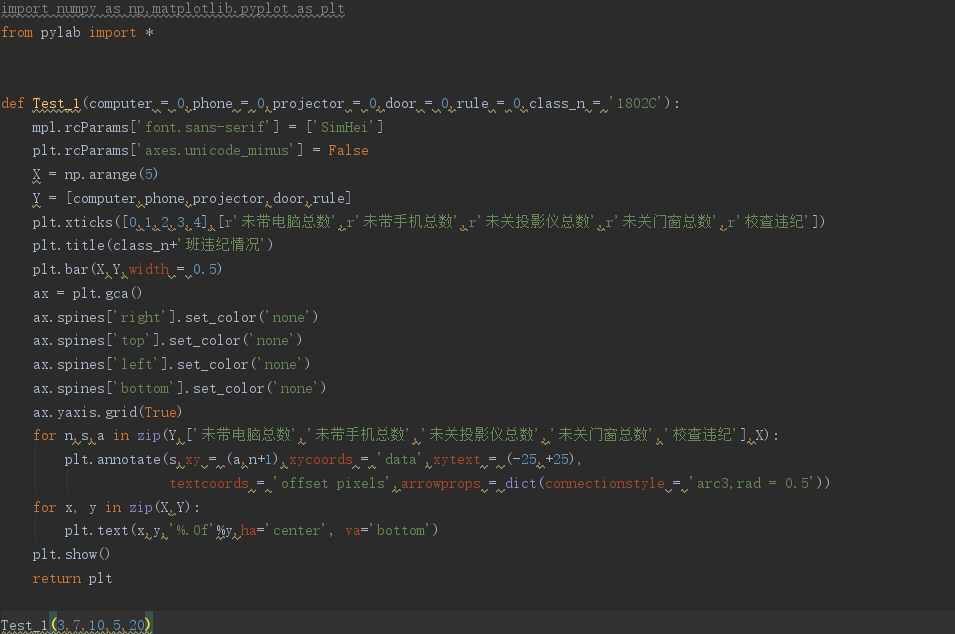 import numpy as np,matplotlib.pyplot as plt
from pylab import *
def Test_1(computer = 0,phone = 0,projector = 0,door = 0,rule = 0,class_n = '1802C'):
    mpl.rcParams['font.sans-serif'] = ['SimHei']
    plt.rcParams['axes.unicode_minus'] = False
    X = np.arange(5)
    Y = [computer,phone,projector,door,rule]
    plt.xticks([0,1,2,3,4],[r'未带电脑总数',r'未带手机总数',r'未关投影仪总数',r'未关门窗总数',r'校查违纪'])
    plt.title(class_n+'班违纪情况')
    plt.bar(X,Y,width = 0.5)
    ax = plt.gca()
    ax.spines['right'].set_color('none')
    ax.spines['top'].set_color('none')
    ax.spines['left'].set_color('none')
    ax.spines['bottom'].set_color('none')
    ax.yaxis.grid(True)
    for n,s,a in zip(Y,['未带电脑总数','未带手机总数','未关投影仪总数','未关门窗总数','校查违纪'],X):
        plt.annotate(s,xy = (a,n+1),xycoords = 'data',xytext = (-25,+25),
                     textcoords = 'offset pixels',arrowprops = dict(connectionstyle = 'arc3,rad = 0.5'))
    for x, y in zip(X,Y):
        plt.text(x,y,'%.0f'%y,ha='center', va='bottom')
    plt.show()
    return plt
Test_1(3,7,10,5,20)